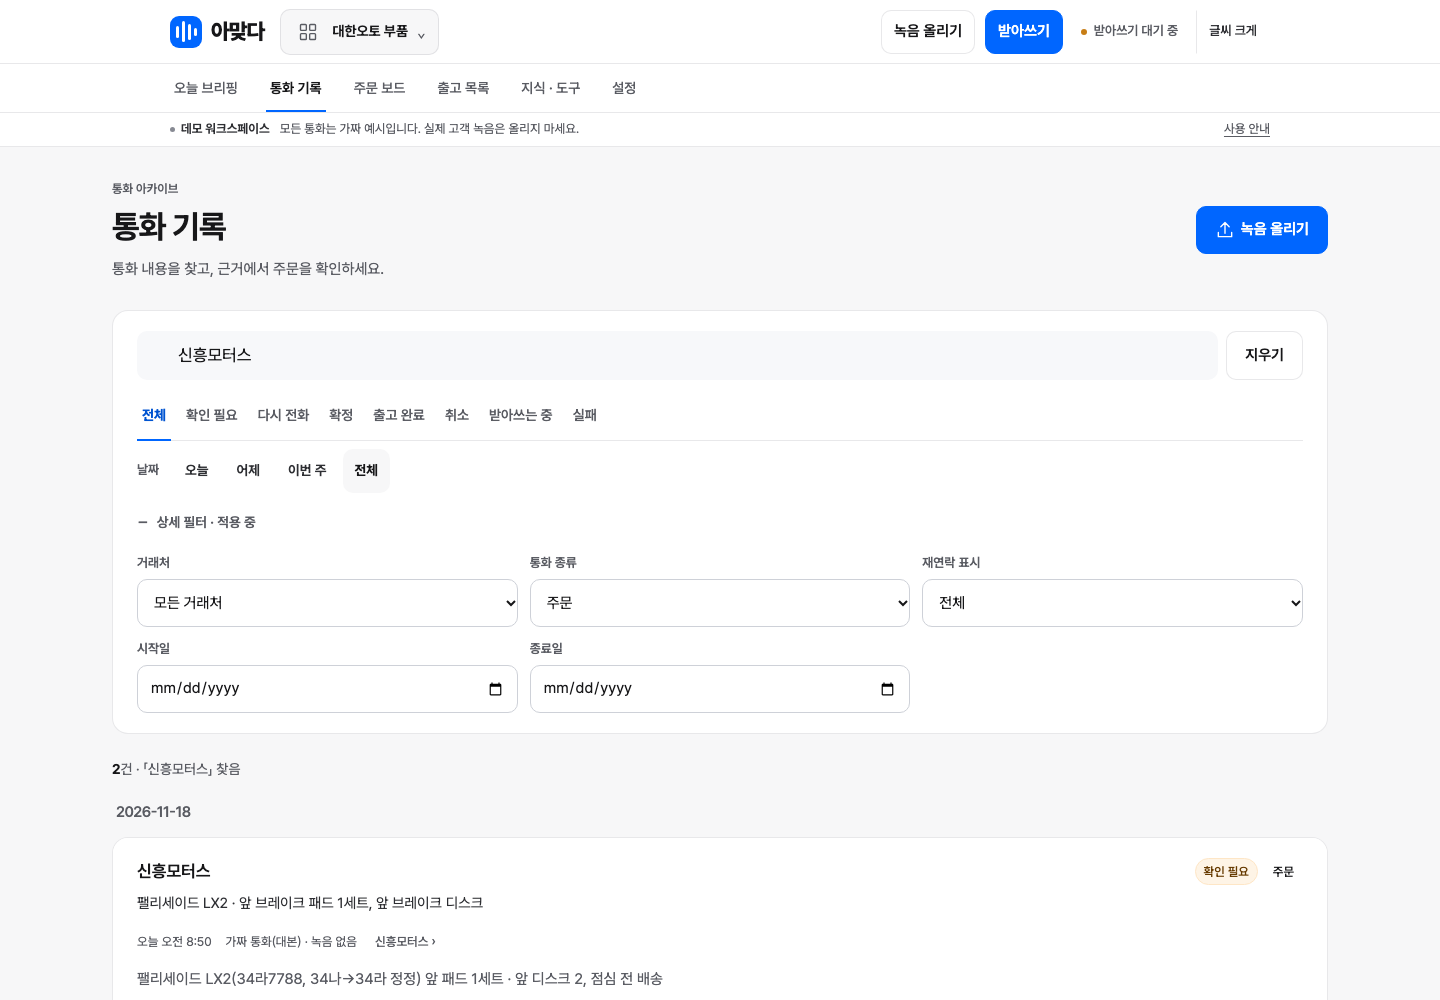 아맞다
대한오토 부품
녹음 올리기
받아쓰기
받아쓰기 대기 중
글씨 크게
오늘 브리핑
통화 기록
주문 보드
출고 목록
지식 · 도구
설정
데모 워크스페이스 모든 통화는 가짜 예시입니다. 실제 고객 녹음은 올리지 마세요.
사용 안내
통화 아카이브
통화 기록
통화 내용을 찾고, 근거에서 주문을 확인하세요.
녹음 올리기
신흥모터스
지우기
전체 확인 필요 다시 전화 확정 출고 완료 취소 받아쓰는 중 실패
날짜 오늘 어제 이번 주 전체
– 상세 필터 · 적용 중
거래처 통화 종류 재연락 표시
모든 거래처 주문 전체
시작일 종료일
mm/dd/yyyy mm/dd/yyyy
2건 · 「신흥모터스」 찾음
2026-11-18
신흥모터스
확인 필요 주문
팰리세이드 LX2 · 앞 브레이크 패드 1세트, 앞 브레이크 디스크
오늘 오전 8:50 가짜 통화(대본) · 녹음 없음 신흥모터스 ›
팰리세이드 LX2(34라7788, 34나→34라 정정) 앞 패드 1세트 · 앞 디스크 2, 점심 전 배송